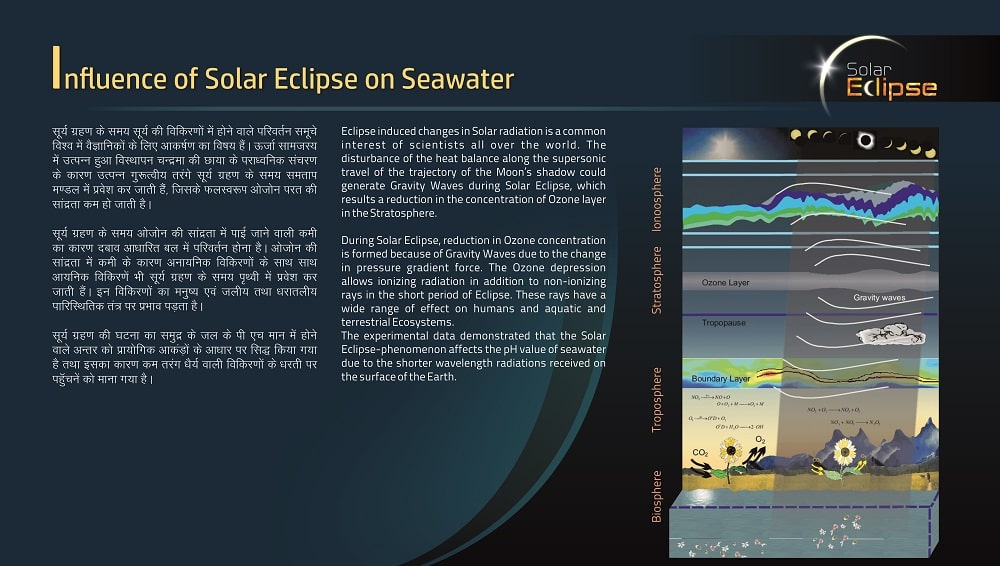 Influence of Solar Eclipse on Seawater
Solar
Eclipse
सूर्य ग्रहण के समय सूर्य की विकिरणों में होने वाले परिवर्तन समूचे
विश्व में वैज्ञानिकों के लिए आकर्षण का विषय हैं। ऊर्जा सामजस्य
में उत्पन्न हुआ विस्थापन चन्द्रमा की छाया के पराध्वनिक संचरण
के कारण उत्पन्न गुरूत्वीय तरंगे सूर्य ग्रहण के समय समताप
मण्डल में प्रवेश कर जाती हैं, जिसके फलस्वरूप ओजोन परत की
सांद्रता कम हो जाती है।
सूर्य ग्रहण के समय ओजोन की सांद्रता में पाई जाने वाली कमी
का कारण दबाव आधारित बल में परिवर्तन होना है। ओजोन की
सांद्रता में कमी के कारण अनायनिक विकिरणों के साथ साथ
आयनिक विकिरणें भी सूर्य ग्रहण के समय पृथ्वी में प्रवेश कर
जाती हैं। इन विकिरणों का मनुष्य एवं जलीय तथा धरातलीय
पारिस्थितिक तंत्र पर प्रभाव पड़ता है।
सूर्य ग्रहण की घटना का समुद्र के जल के पी एच मान में होने
वाले अन्तर को प्रायोगिक आकंड़ों के आधार पर सिद्ध किया गया
है तथा इसका कारण कम तरंग धैर्य वाली विकिरणों के धरती पर
पहुँचनें को माना गया है।
Eclipse induced changes in Solar radiation is a common
interest of scientists all over the world. The
disturbance of the heat balance along the supersonic
travel of the trajectory of the Moon's shadow could
generate Gravity Waves during Solar Eclipse, which
results a reduction in the concentration of Ozone layer
in the Stratosphere.
During Solar Eclipse, reduction in Ozone concentration
is formed because of Gravity Waves due to the change
in pressure gradient force. The Ozone depression
allows ionizing radiation in addition to non-ionizing
rays in the short period of Eclipse. These rays have a
wide range of effect on humans and aquatic and
terrestrial Ecosystems.
The experimental data demonstrated that the Solar
Eclipse-phenomenon affects the pH value of seawater
due to the shorter wavelength radiations received on
the surface of the Earth.
Ionoosphere
Stratosphere
Troposphere
Biosphere
Ozone Layer
Gravity waves
Tropopause
Boundary Layer
CO2
O2